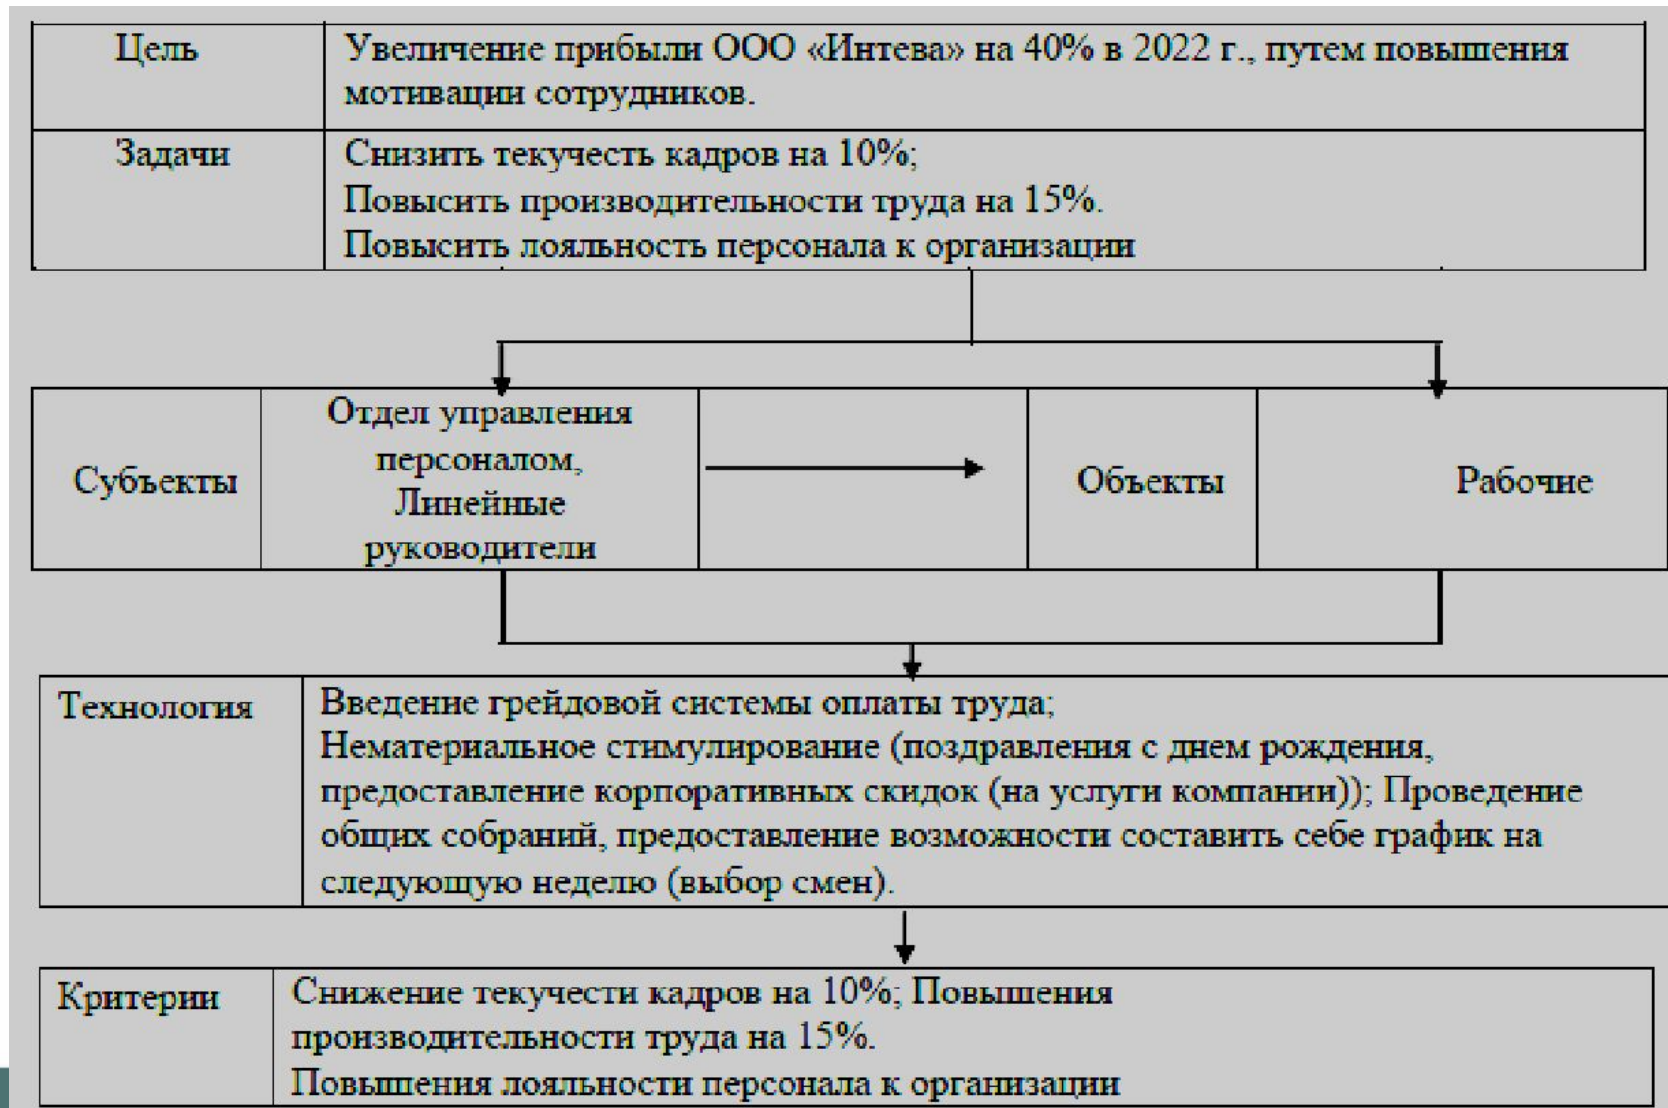 Цель
Увеличение прибыли ООО «Интева» на 40% в 2022 г., путем повышения
мотивации сотрудников.
Задачи
Снизить текучесть кадров на 10%;
Повысить производительности труда на 15%.
Повысить лояльность персонала к организации
Субъекты
Отдел управления
персоналом,
Линейные
руководители
Объекты
Рабочие
Технология
Введение грейдовой системы оплаты труда;
Нематериальное стимулирование (поздравления с днем рождения,
предоставление корпоративных скидок (на услуги компании)); Проведение
общих собраний, предоставление возможности составить себе график на
следующую неделю (выбор смен).
Критерии
Снижение текучести кадров на 10%; Повышения
производительности труда на 15%.
Повышения лояльности персонала к организации